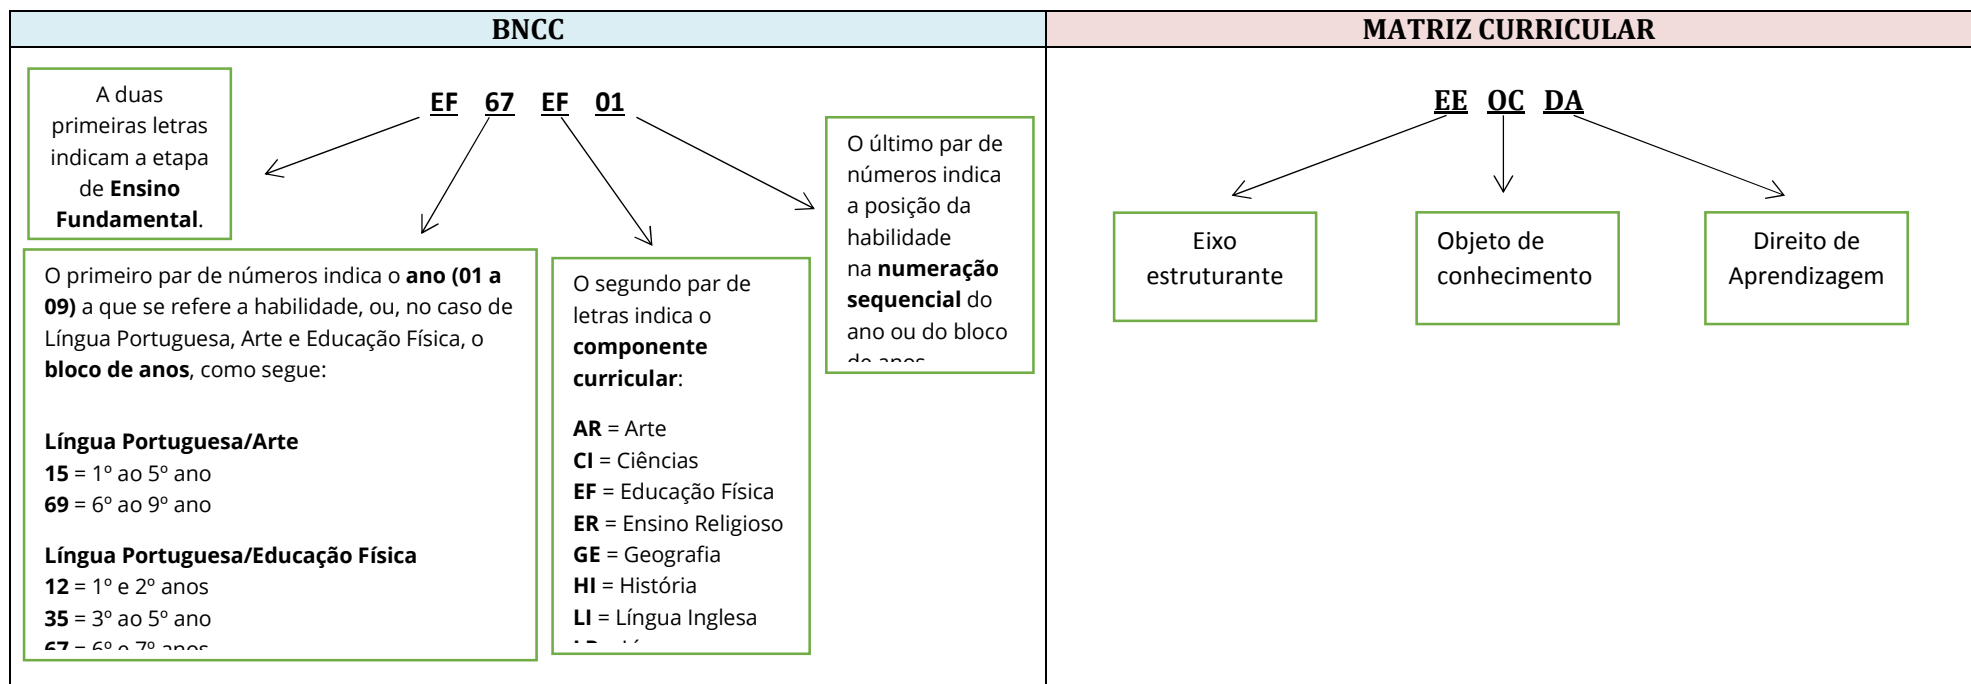 BNCC
MATRIZ CURRICULAR
EF 67 EF 01
A duas
primeiras letras
indicam a etapa
de Ensino
Fundamental.
O primeiro par de números indica o ano (01 a
09) a que se refere a habilidade, ou, no caso de
Língua Portuguesa, Arte e Educação Física, o
bloco de anos, como segue:
Língua Portuguesa/Arte
15 = 1º ao 5º ano
69 = 6º ao 9º ano
Língua Portuguesa/Educação Física
12 = 1º e 2º anos
35 = 3º ao 5º ano
67 = 6º e 7º anos
O segundo par de
letras indica o
componente
curricular:
AR = Arte
CI = Ciências
EF = Educação Física
ER = Ensino Religioso
GE = Geografia
HI = História
LI = Língua Inglesa
O último par de
números indica
a posição da
habilidade
na numeração
sequencial do
ano ou do bloco
de anos
EE OC DA
Eixo
estruturante
Objeto de
conhecimento
Direito de
Aprendizagem